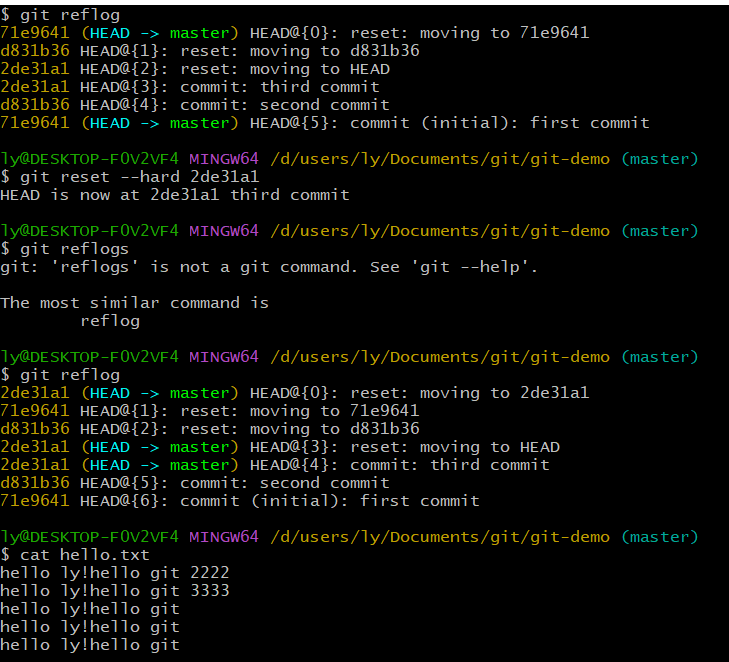 $ git reflog
71e9641 (HEAD -> master) HEAD@{0}: reset: moving to 71e9641
d831b36 HEAD@{1}: reset: moving to d831b36
2de31a1 HEAD@{2}: reset: moving to HEAD
2de31a1 HEAD@{3}: commit: third commit
d831b36 HEAD@{4}: commit: second commit
71e9641 (HEAD -> master) HEAD@{5}: commit (initial): first commit
ly@DESKTOP-F0V2VF4 MINGW64 /d/users/ly/Documents/git/git-demo (master)
$ git reset --hard 2de31a1
HEAD is now at 2de31a1 third commit
ly@DESKTOP-F0V2VF4 MINGW64 /d/users/ly/Documents/git/git-demo (master)
$ git reflogs
git: 'reflogs' is not a git command. See 'git --help'.
The most similar command is
reflog
ly@DESKTOP-F0V2VF4 MINGW64 /d/users/ly/Documents/git/git-demo (master)
$ git reflog
2de31a1 (HEAD -> master) HEAD@{0}: reset: moving to 2de31a1
71e9641 HEAD@{1}: reset: moving to 71e9641
d831b36 HEAD@{2}: reset: moving to d831b36
2de31a1 (HEAD -> master) HEAD@{3}: reset: moving to HEAD
2de31a1 (HEAD -> master) HEAD@{4}: commit: third commit
d831b36 HEAD@{5}: commit: second commit
71e9641 HEAD@{6}: commit (initial): first commit
ly@DESKTOP-F0V2VF4 MINGW64 /d/users/ly/Documents/git/git-demo (master)
$ cat hello.txt
hello ly!hello git 2222
hello ly!hello git 3333
hello ly!hello git
hello ly!hello git
hello ly!hello git